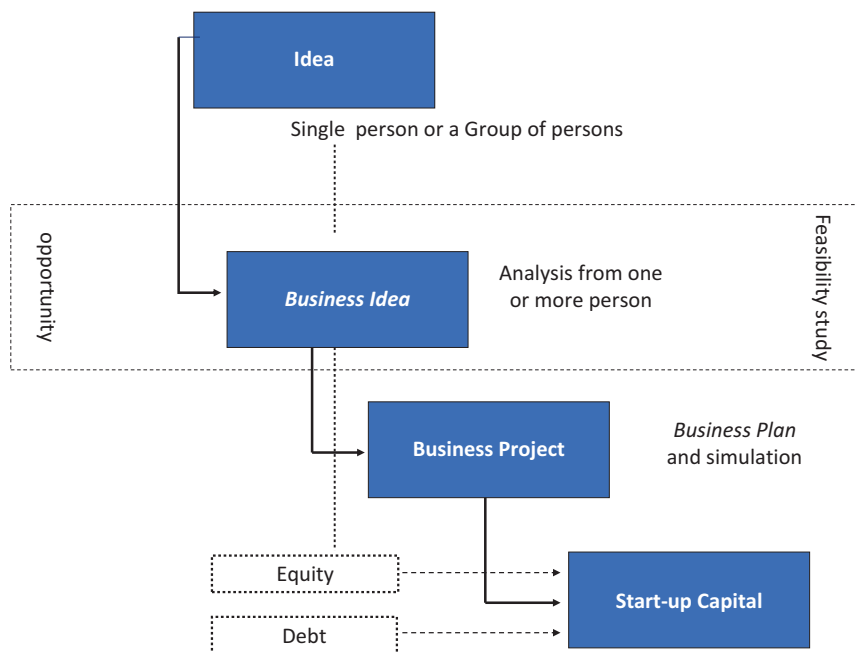 Idea
Single person or a Group of persons
opportunity
Feasibility study
Business Idea
Analysis from one
or more person
Business Project
Business Plan
and simulation
Equity
Start-up Capital
Debt